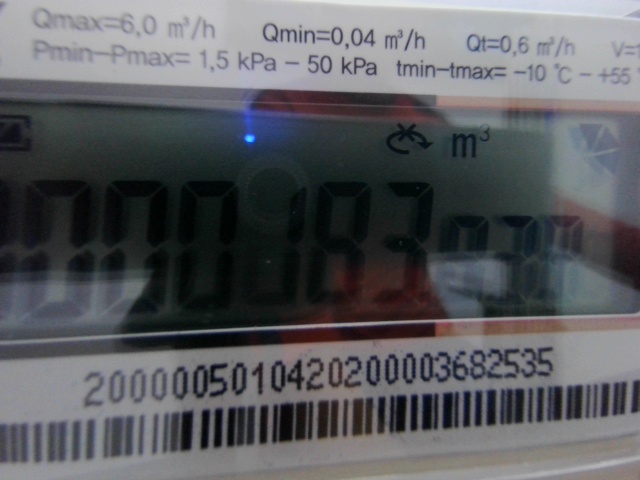 Qmax=6,0 m³/h Qmin=0,04 m³/h Qt=0,6 m³/h
Pmin-Pmax= 1,5 kPa - 50 kPa tmin-tmax= -10 °C - +55
m³
2000005010420200003682535